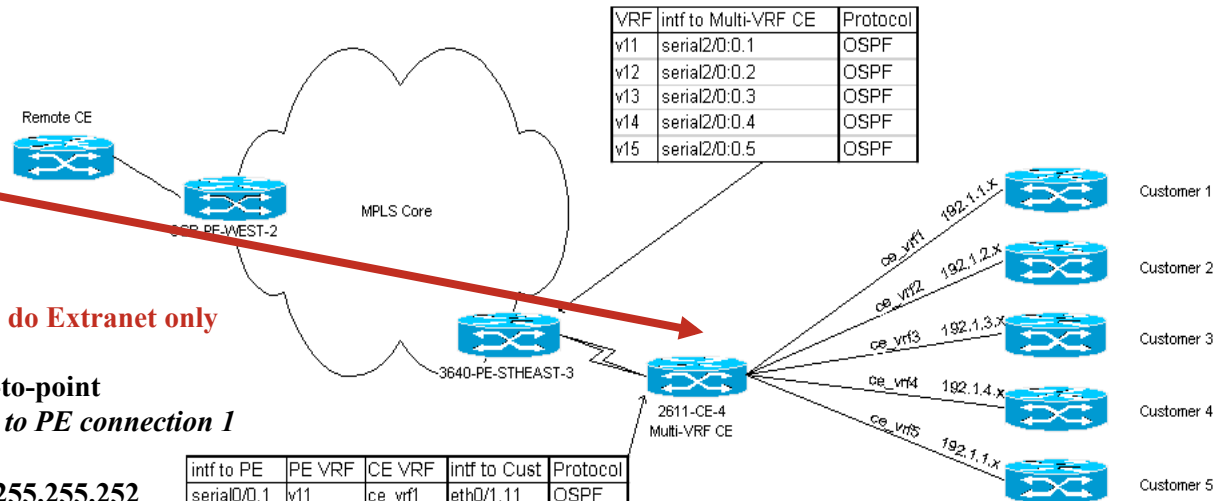 VRF intf to Multi-VRF CE Protocol
v11 serial2/0:0.1 OSPF
v12 serial2/0:0.2 OSPF
v13 serial2/0:0.3 OSPF
v14 serial2/0:0.4 OSPF
v15 serial2/0:0.5 OSPF
Remote CE
PE-WEST-2
MPLS Core
3640-PE-STHEAST-3
2611-CE-4
Multi-VRF CE
ce_vrf1 192.1.1.x
Customer 1
ce_vrf2 192.1.2.x
Customer 2
ce_vrf3 192.1.3.x
Customer 3
ce_vrf4 192.1.4.x
Customer 4
ce_vrf5 192.1.1.x
Customer 5
do Extranet only
-to-point
to PE connection 1
255.255.252
intf to PE PE VRF CE VRF intf to Cust Protocol
serial0/0.1 v11 ce_vrf1 eth0/1.11 OSPF